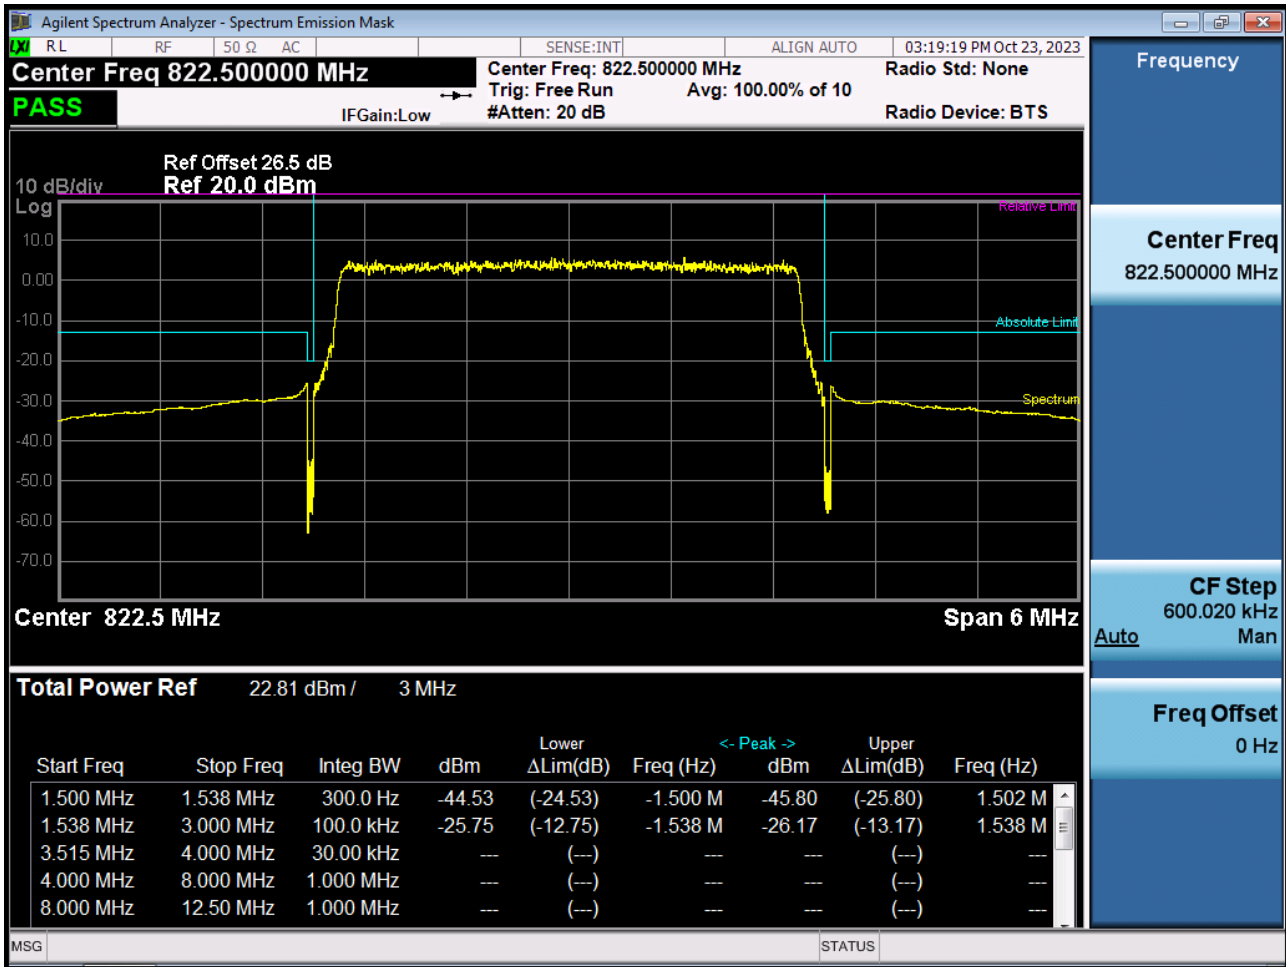 Agilent Spectrum Analyzer - Spectrum Emission Mask
LXI RL RF 50 Ω AC SENSE:INT ALIGN AUTO 03:19:19 PM Oct 23, 2023
Center Freq 822.500000 MHz
Center Freq: 822.500000 MHz Radio Std: None
Trig: Free Run Avg: 100.00% of 10
PASS IFGain:Low #Atten: 20 dB Radio Device: BTS
Ref Offset 26.5 dB
10 dB/div Ref 20.0 dBm
Log
Relative Limit
10.0
0.00
-10.0
Absolute Limit
-20.0
-30.0
Spectrum
-40.0
-50.0
-60.0
-70.0
Center 822.5 MHz Span 6 MHz
Total Power Ref 22.81 dBm / 3 MHz
Lower <- Peak -> Upper
Start Freq Stop Freq Integ BW dBm ΔLim(dB) Freq (Hz) dBm ΔLim(dB) Freq (Hz)
1.500 MHz 1.538 MHz 300.0 Hz -44.53 (-24.53) -1.500 M -45.80 (-25.80) 1.502 M
1.538 MHz 3.000 MHz 100.0 kHz -25.75 (-12.75) -1.538 M -26.17 (-13.17) 1.538 M
3.515 MHz 4.000 MHz 30.00 kHz --- (---) --- --- (---) ---
4.000 MHz 8.000 MHz 1.000 MHz --- (---) --- --- (---) ---
8.000 MHz 12.50 MHz 1.000 MHz --- (---) --- --- (---) ---
MSG STATUS
Frequency
Center Freq
822.500000 MHz
CF Step
600.020 kHz
Auto Man
Freq Offset
0 Hz